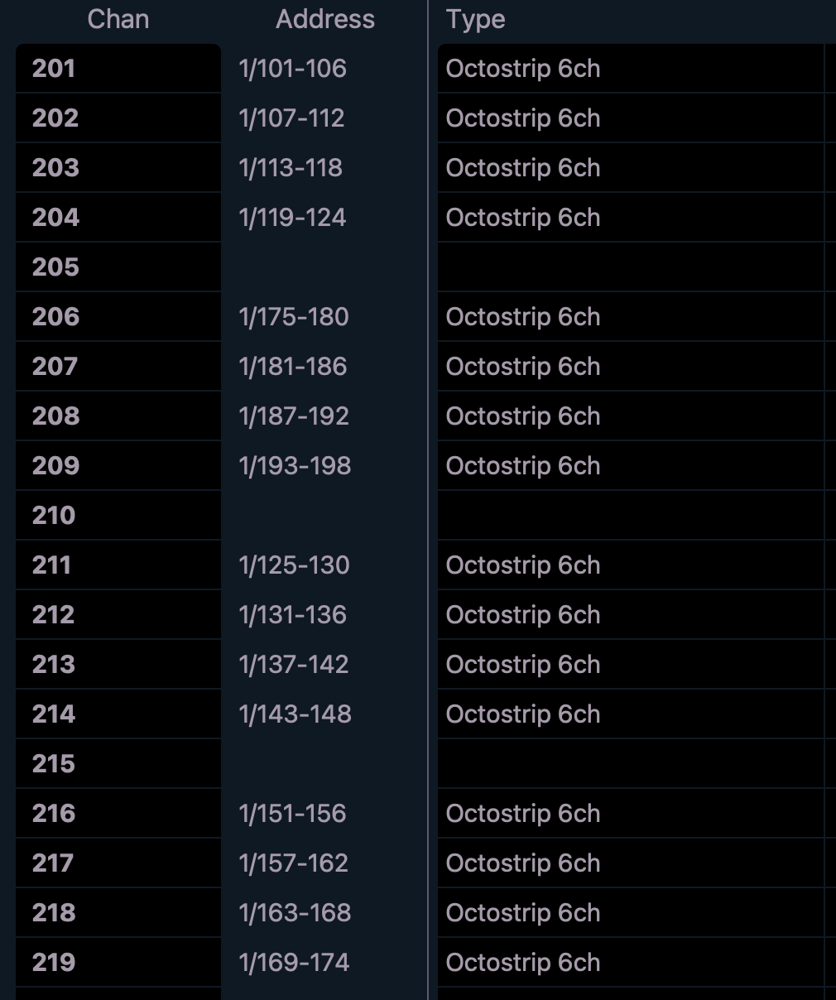 Chan Address Type
201 1/101-106 Octostrip 6ch
202 1/107-112 Octostrip 6ch
203 1/113-118 Octostrip 6ch
204 1/119-124 Octostrip 6ch
205
206 1/175-180 Octostrip 6ch
207 1/181-186 Octostrip 6ch
208 1/187-192 Octostrip 6ch
209 1/193-198 Octostrip 6ch
210
211 1/125-130 Octostrip 6ch
212 1/131-136 Octostrip 6ch
213 1/137-142 Octostrip 6ch
214 1/143-148 Octostrip 6ch
215
216 1/151-156 Octostrip 6ch
217 1/157-162 Octostrip 6ch
218 1/163-168 Octostrip 6ch
219 1/169-174 Octostrip 6ch